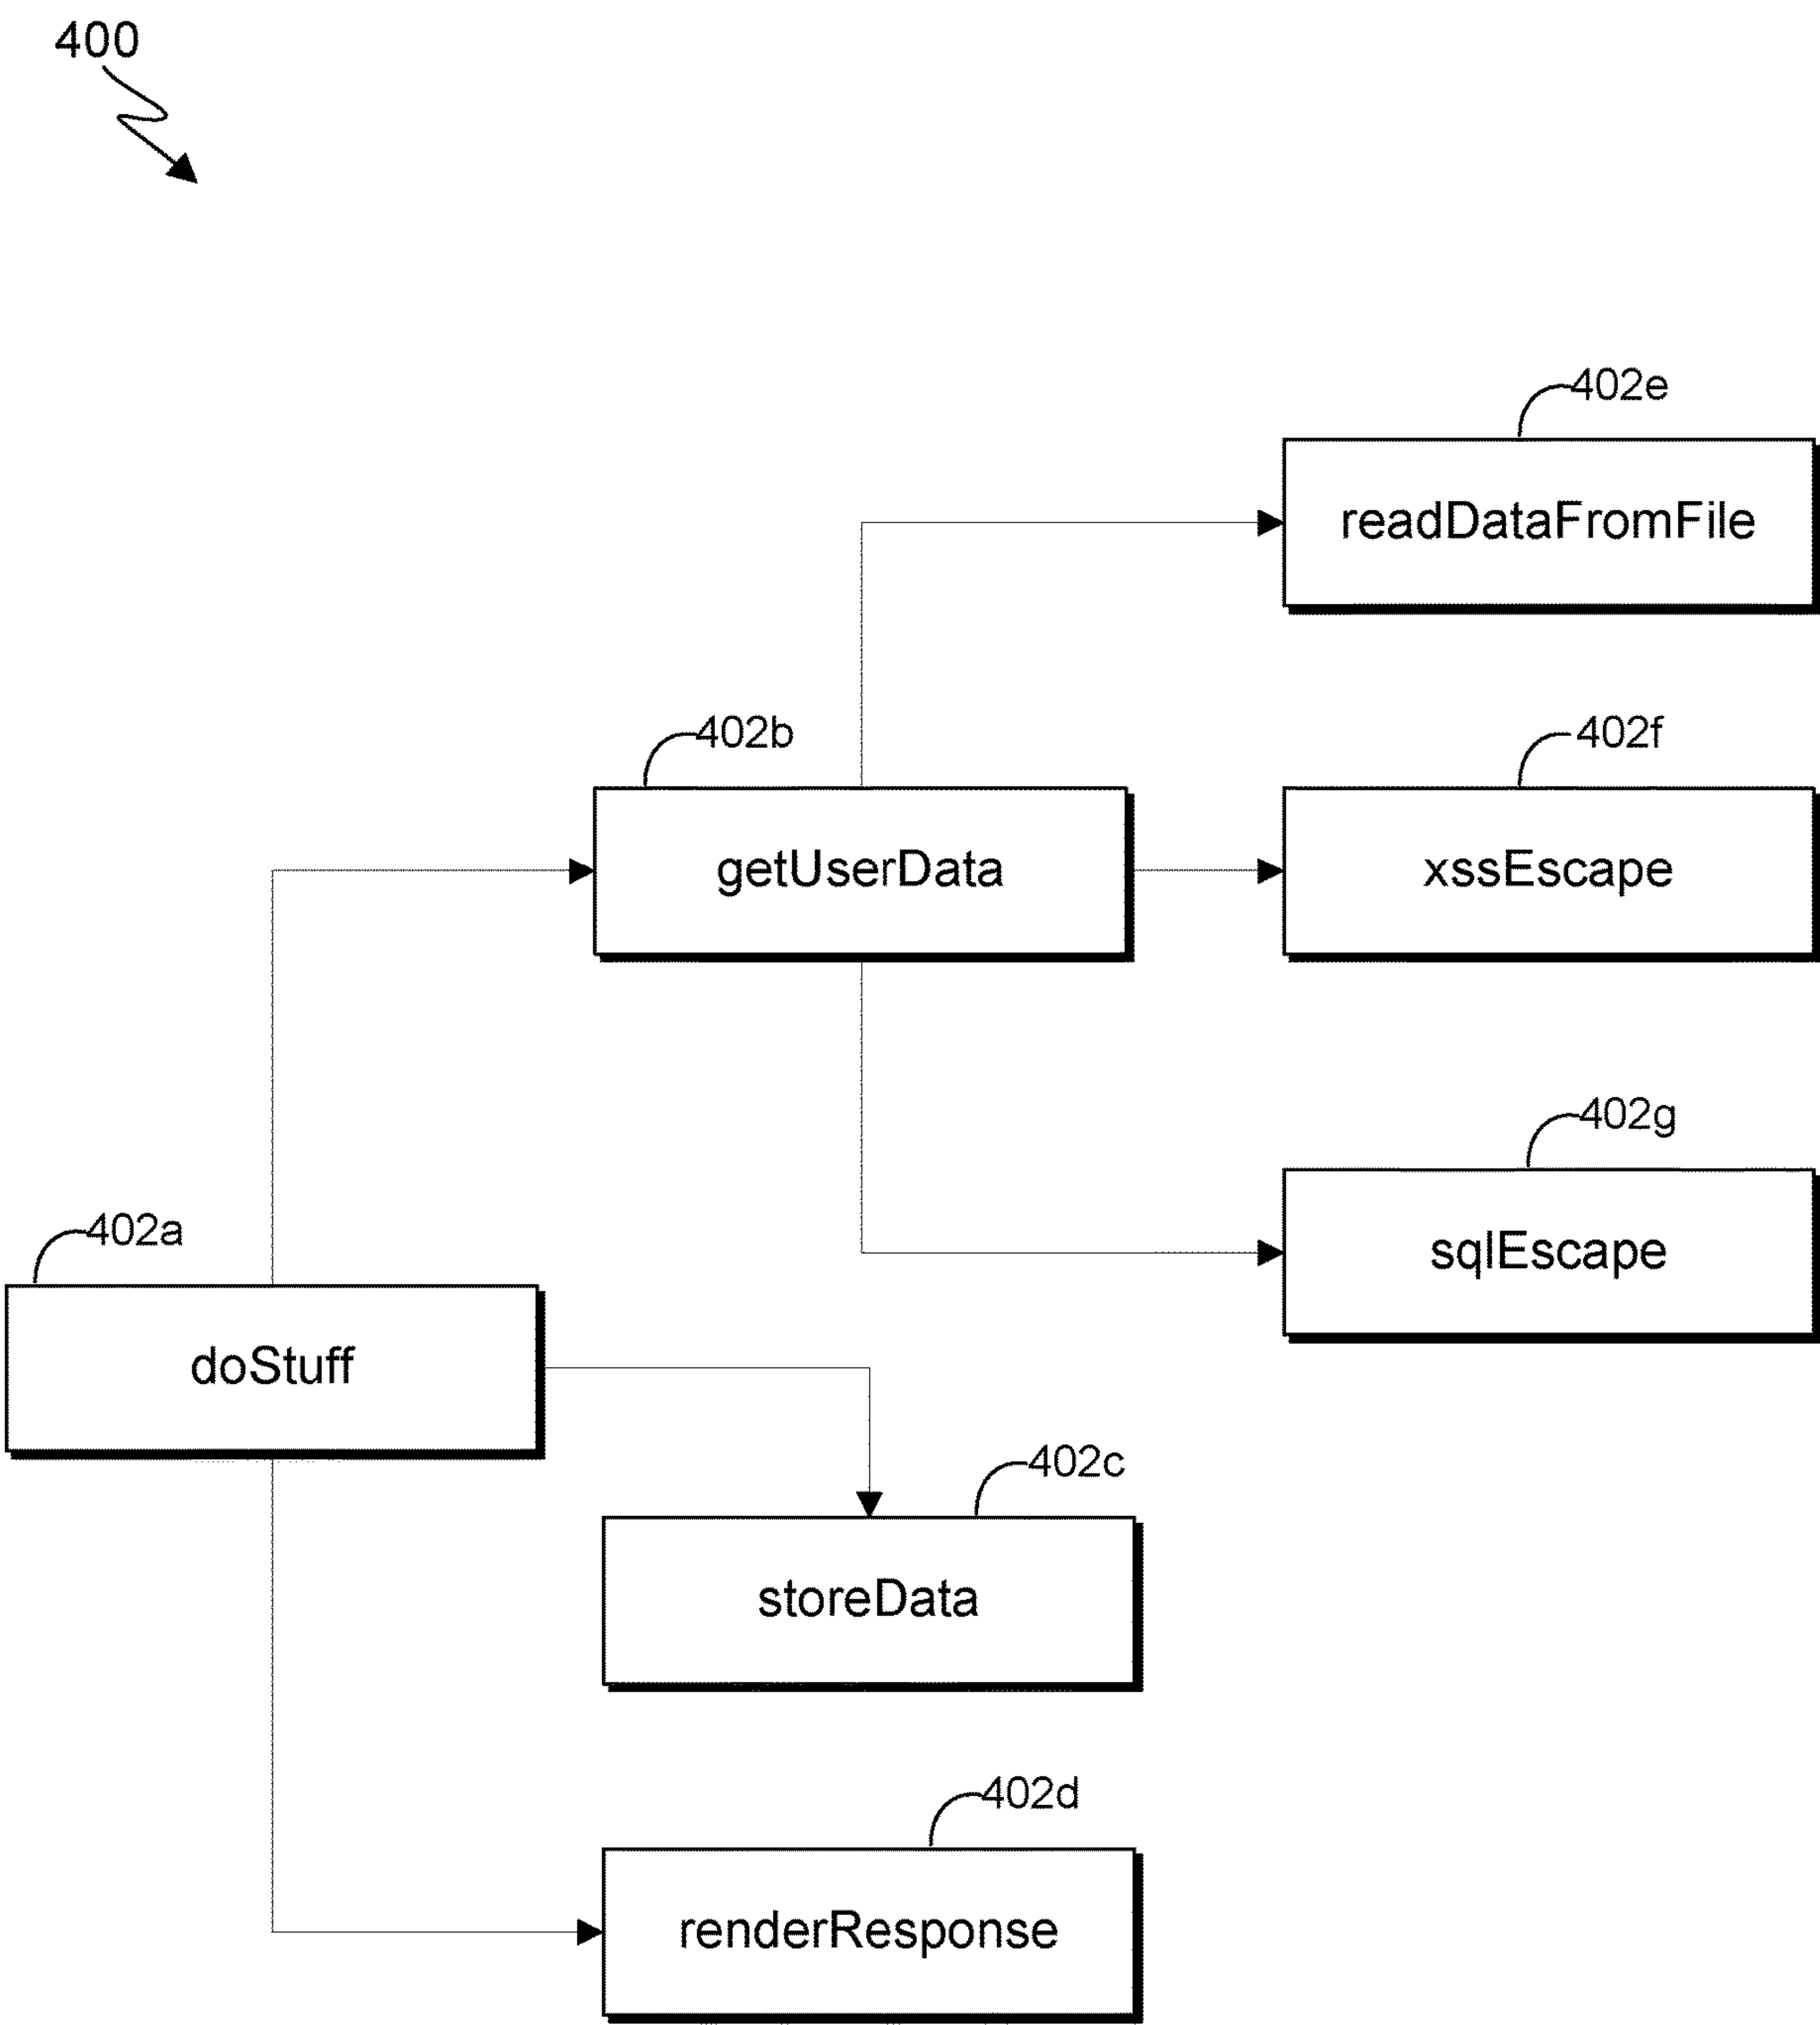 400
402e
readDataFromFile
402b
402f
getUserData
xssEscape
402g
sqlEscape
402a
doStuff
402c
storeData
402d
renderResponse